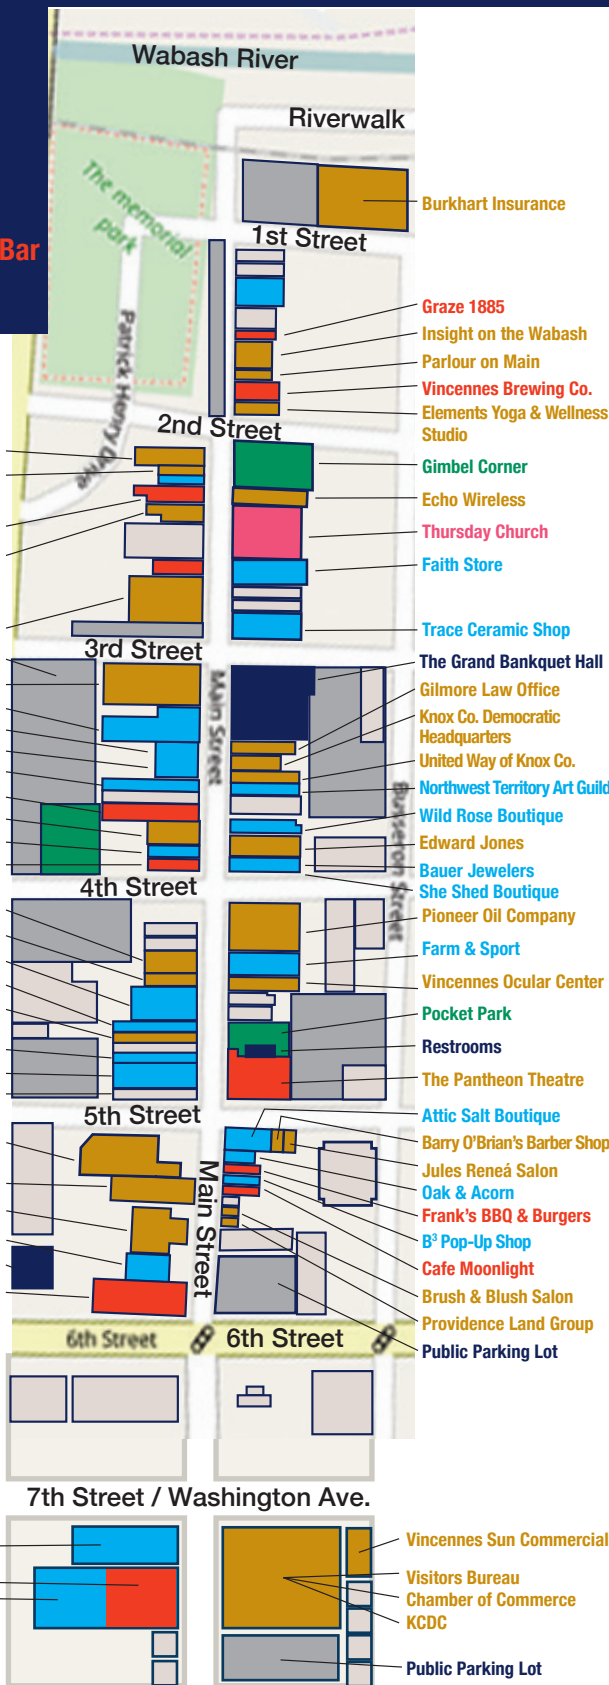 Wabash River
Riverwalk
The memorial
park
Burkhart Insurance
1st Street
Bar
Patrick Henry Drive
Graze 1885
Insight on the Wabash
Parlour on Main
Vincennes Brewing Co.
Elements Yoga & Wellness
Studio
2nd Street
Gimbel Corner
Echo Wireless
Thursday Church
Faith Store
Trace Ceramic Shop
3rd Street
Main Street
The Grand Bankquet Hall
Gilmore Law Office
Knox Co. Democratic
Headquarters
United Way of Knox Co.
Northwest Territory Art Guild
Wild Rose Boutique
Edward Jones
Bauer Jewelers
She Shed Boutique
Busseron Street
4th Street
Pioneer Oil Company
Farm & Sport
Vincennes Ocular Center
Pocket Park
Restrooms
The Pantheon Theatre
5th Street
Main Street
Attic Salt Boutique
Barry O'Brian's Barber Shop
Jules Reneá Salon
Oak & Acorn
Frank's BBQ & Burgers
B³ Pop-Up Shop
Cafe Moonlight
Brush & Blush Salon
Providence Land Group
Public Parking Lot
6th Street
6th Street
7th Street / Washington Ave.
Vincennes Sun Commercial
Visitors Bureau
Chamber of Commerce
KCDC
Public Parking Lot